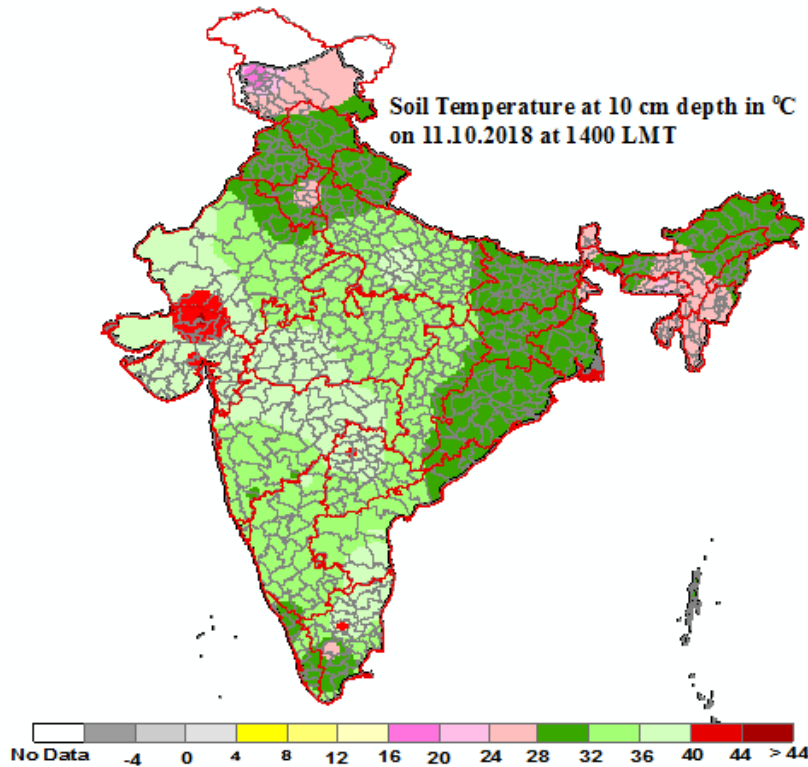 Soil Temperature at 10 cm depth in °C
on 11.10.2018 at 1400 LMT
No Data -4 0 4 8 12 16 20 24 28 32 36 40 44 > 44